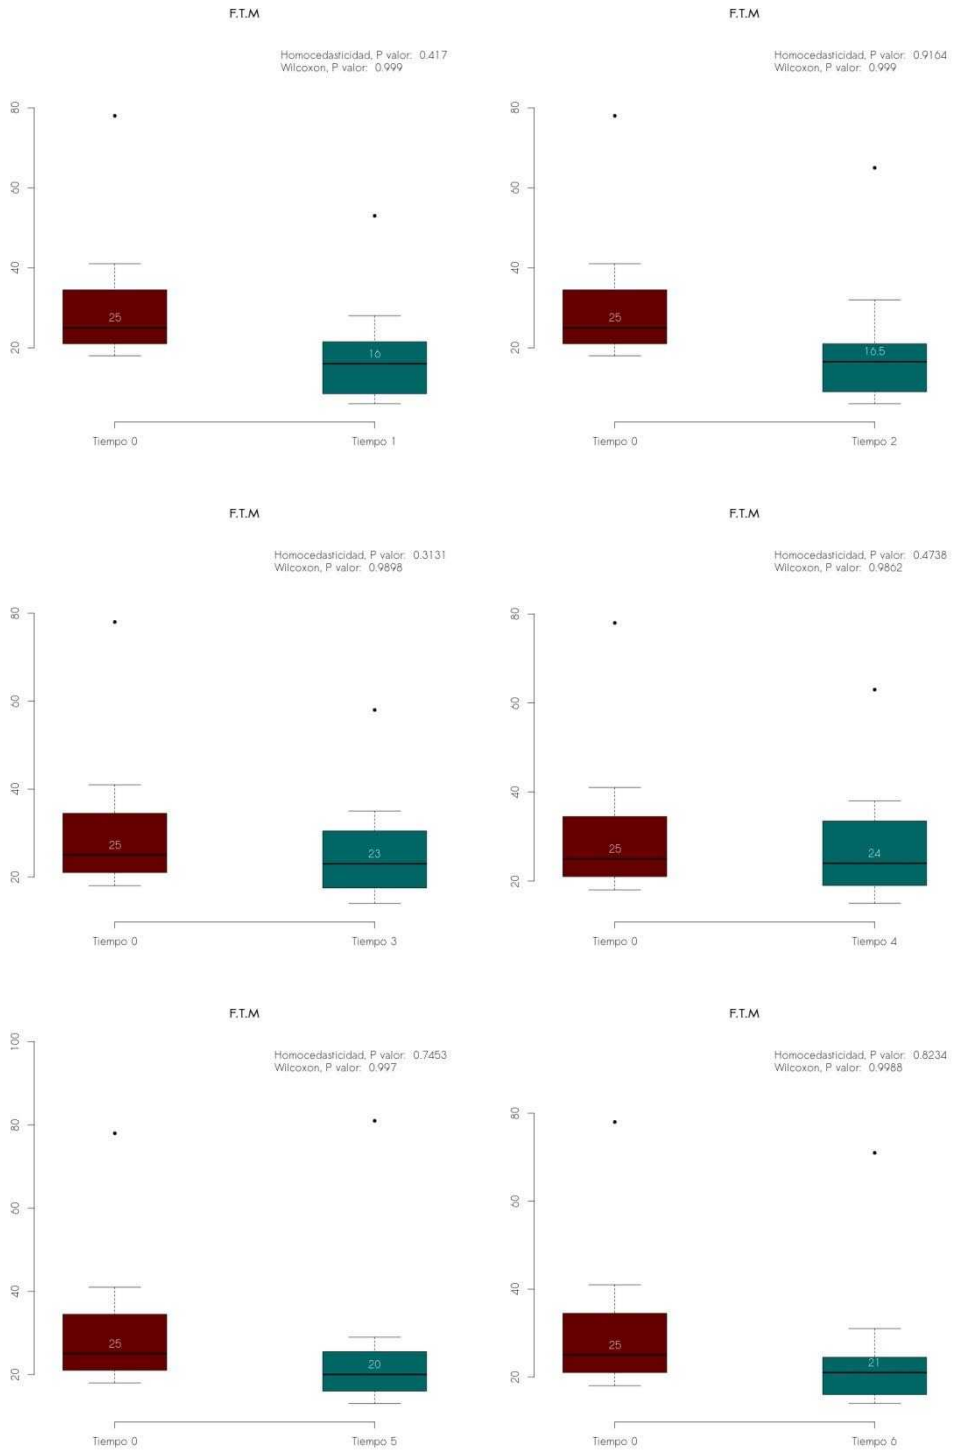 F.T.M
Homocedasticidad, P valor: 0.417
Wilcoxon, P valor: 0.999
80
60
40
20
25
16
Tiempo 0
Tiempo 1
F.T.M
Homocedasticidad, P valor: 0.9164
Wilcoxon, P valor: 0.999
80
60
40
20
25
16.5
Tiempo 0
Tiempo 2
F.T.M
Homocedasticidad, P valor: 0.3131
Wilcoxon, P valor: 0.9898
80
60
40
20
25
23
Tiempo 0
Tiempo 3
F.T.M
Homocedasticidad, P valor: 0.4738
Wilcoxon, P valor: 0.9862
80
60
40
20
25
24
Tiempo 0
Tiempo 4
F.T.M
Homocedasticidad, P valor: 0.7453
Wilcoxon, P valor: 0.997
100
80
60
40
20
25
20
Tiempo 0
Tiempo 5
F.T.M
Homocedasticidad, P valor: 0.8234
Wilcoxon, P valor: 0.9988
80
60
40
20
25
21
Tiempo 0
Tiempo 6